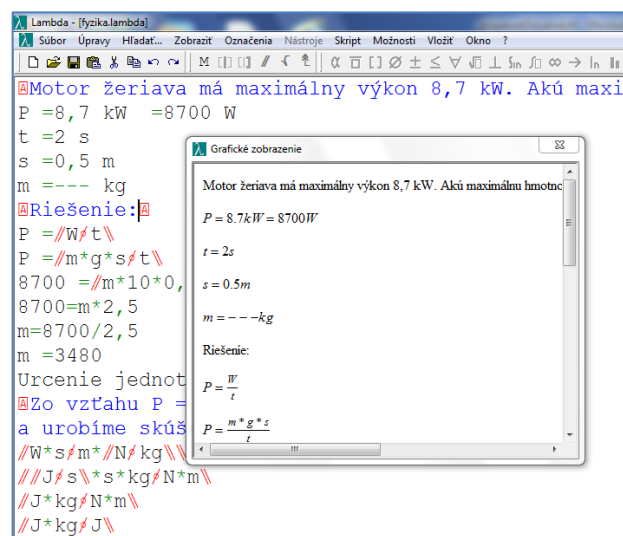 Lambda - [fyzika.lambda]
Súbor Úpravy Hľadať... Zobraziť Označenia Nástroje Skript Možnosti Vložiť Okno ?
Motor žeriava má maximálny výkon 8,7 kW. Akú maxi
P =8,7 kW =8700 W
t =2 s
s =0,5 m
m =--- kg
Riešenie:
P =//W/t\\
P =//m*g*s/t\\
8700 =//m*10*0,
8700=m*2,5
m=8700/2,5
m =3480
Urcenie jednot
Zo vzťahu P =
a urobíme skúš
//W*s/m*//N/kg\\\\
////J/s\\*s*kg/N*m\\
//J*kg/N*m\\
//J*kg/J\\
Grafické zobrazenie
Motor žeriava má maximálny výkon 8,7 kW. Akú maximálnu hmotno
P = 8.7kW = 8700W
t = 2s
s = 0.5m
m = - - -kg
Riešenie:
P = W/t
P = m * g * s/t